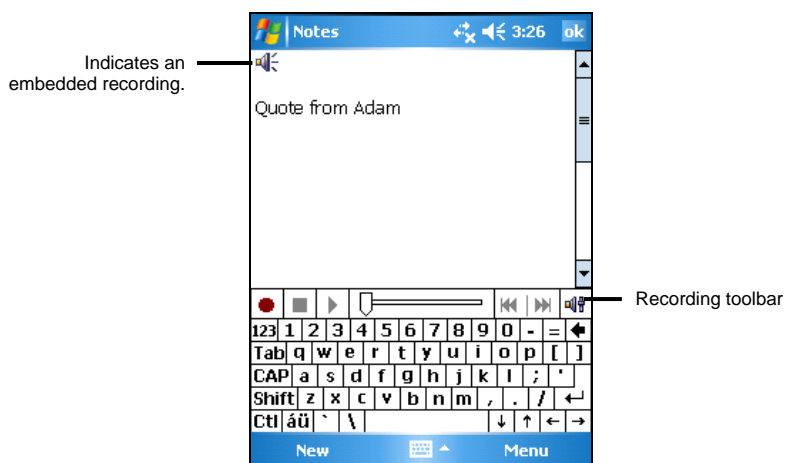 Notes 3:26 ok
Indicates an
embedded recording.
Quote from Adam
Recording toolbar
123 1 2 3 4 5 6 7 8 9 0 - =
Tab q w e r t y u i o p [ ]
CAP a s d f g h j k l ; '
Shift z x c v b n m , . /
Ctl áü ` \ ↓ ↑ ← →
New Menu